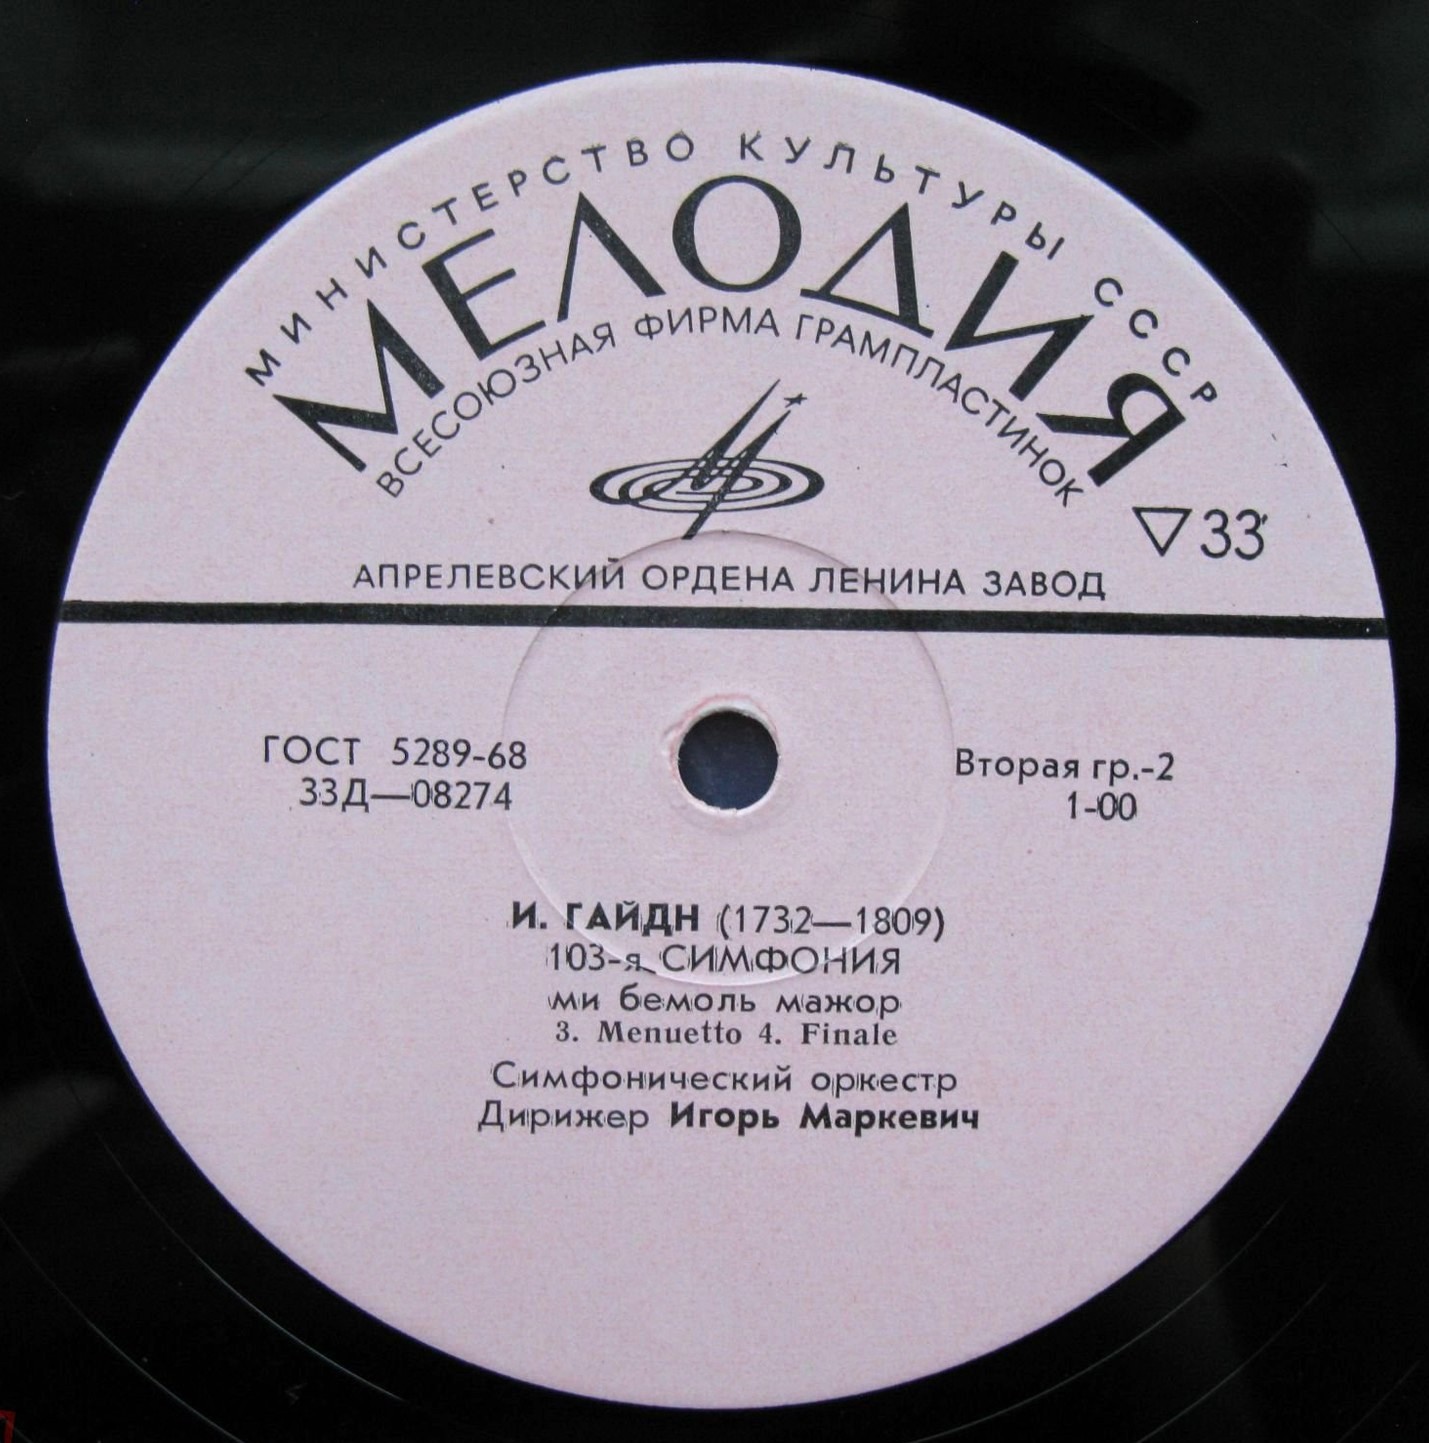 МИНИСТЕРСТВО КУЛЬТУРЫ СССР
МЕЛОДИЯ
ВСЕСОЮЗНАЯ ФИРМА ГРАМПЛАСТИНОК
▽33
АПРЕЛЕВСКИЙ ОРДЕНА ЛЕНИНА ЗАВОД
ГОСТ 5289-68
33Д—08274
Вторая гр.-2
1-00
И. ГАЙДН (1732—1809)
103-я СИМФОНИЯ
ми бемоль мажор
3. Menuetto 4. Finale
Симфонический оркестр
Дирижер Игорь Маркевич